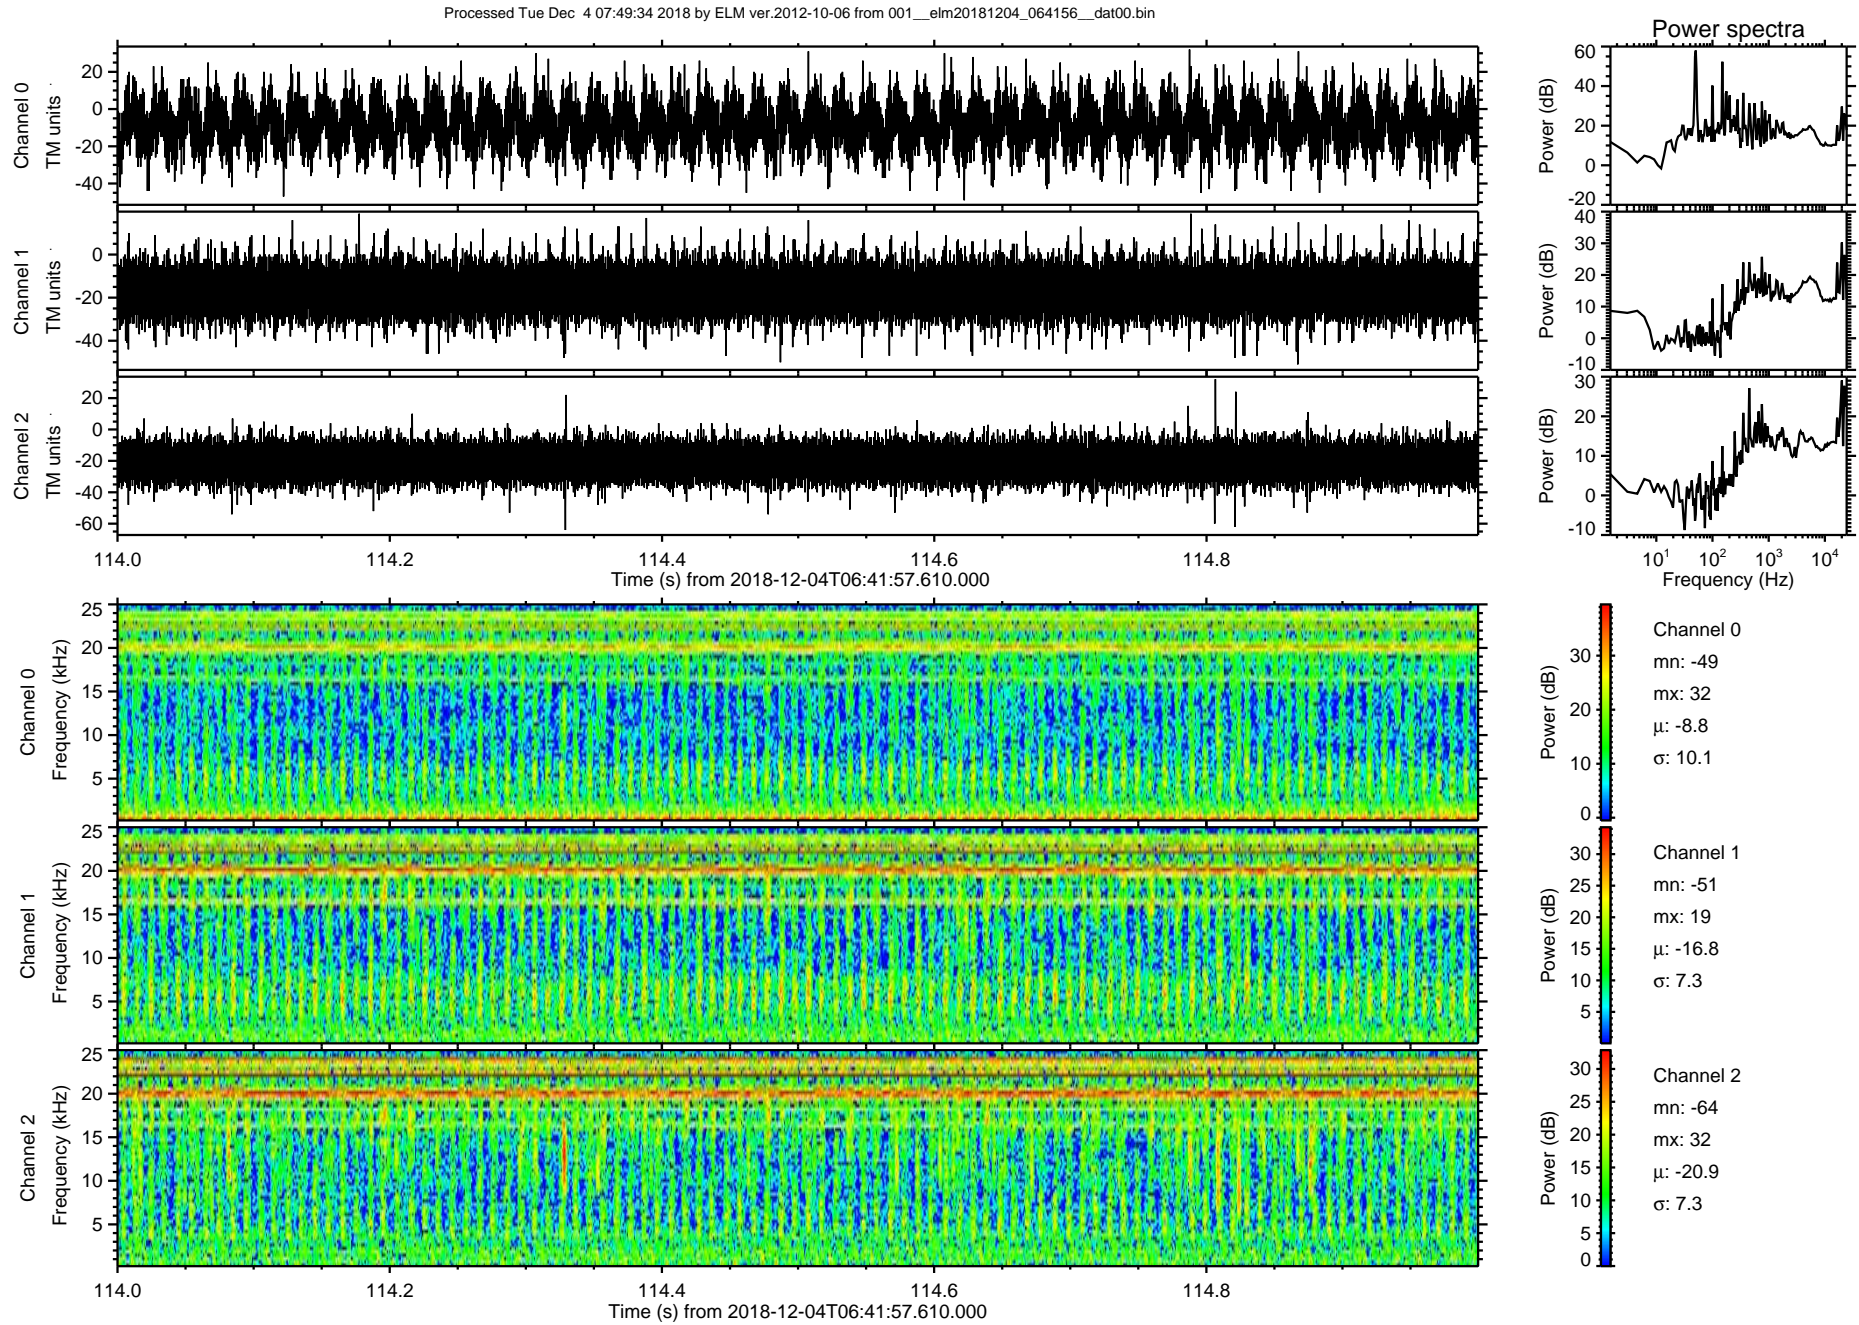 Processed Tue Dec  4 07:49:34 2018 by ELM ver.2012-10-06 from 001__elm20181204_064156__dat00.bin
Power spectra
Channel 0
TM units
20
0
-20
-40
Power (dB)
60
40
20
0
-20
Channel 1
TM units
0
-20
-40
Power (dB)
40
30
20
10
0
-10
Channel 2
TM units
20
0
-20
-40
-60
Power (dB)
30
20
10
0
-10
114.0 114.2 114.4 114.6 114.8
Time (s) from 2018-12-04T06:41:57.610.000
10^1 10^2 10^3 10^4
Frequency (Hz)
Channel 0
Frequency (kHz)
25
20
15
10
5
Power (dB)
30
20
10
0
Channel 0
mn: -49
mx: 32
μ: -8.8
σ: 10.1
Channel 1
Frequency (kHz)
25
20
15
10
5
Power (dB)
30
25
20
15
10
5
Channel 1
mn: -51
mx: 19
μ: -16.8
σ: 7.3
Channel 2
Frequency (kHz)
25
20
15
10
5
Power (dB)
30
25
20
15
10
5
0
Channel 2
mn: -64
mx: 32
μ: -20.9
σ: 7.3
114.0 114.2 114.4 114.6 114.8
Time (s) from 2018-12-04T06:41:57.610.000